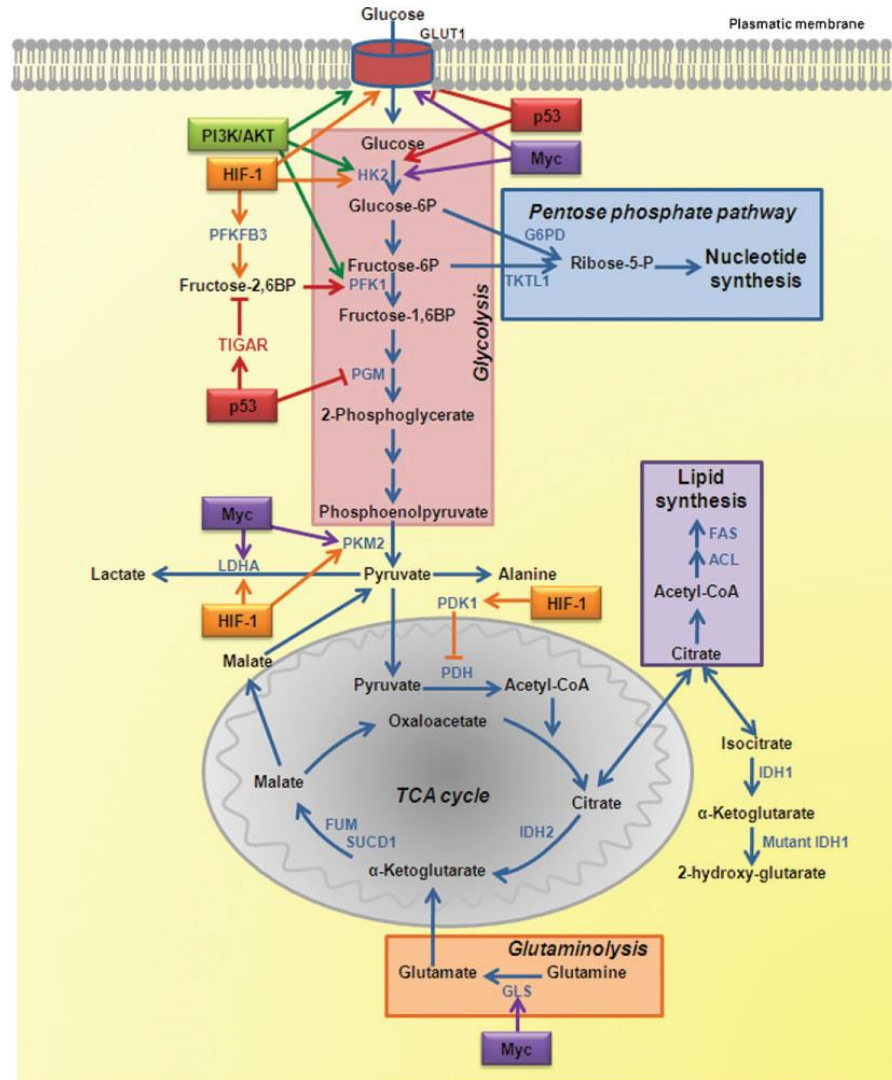 Glucose
Plasmatic membrane
GLUT1
p53
PI3K/AKT
Glucose
Myc
HIF-1
HK2
Glucose-6P
Pentose phosphate pathway
G6PD
PFKFB3
Ribose-5-P
Nucleotide
synthesis
Fructose-6P
TKTL1
Fructose-2,6BP
PFK1
Fructose-1,6BP
Glycolysis
TIGAR
PGM
p53
2-Phosphoglycerate
Lipid
synthesis
Phosphoenolpyruvate
Myc
FAS
PKM2
ACL
Lactate
LDHA
Pyruvate
Alanine
Acetyl-CoA
HIF-1
PDK1
HIF-1
Malate
Citrate
PDH
Pyruvate
Acetyl-CoA
Oxaloacetate
Isocitrate
IDH1
Malate
TCA cycle
Citrate
α-Ketoglutarate
FUM
SUCD1
IDH2
Mutant IDH1
α-Ketoglutarate
2-hydroxy-glutarate
Glutaminolysis
Glutamate
Glutamine
GLS
Myc